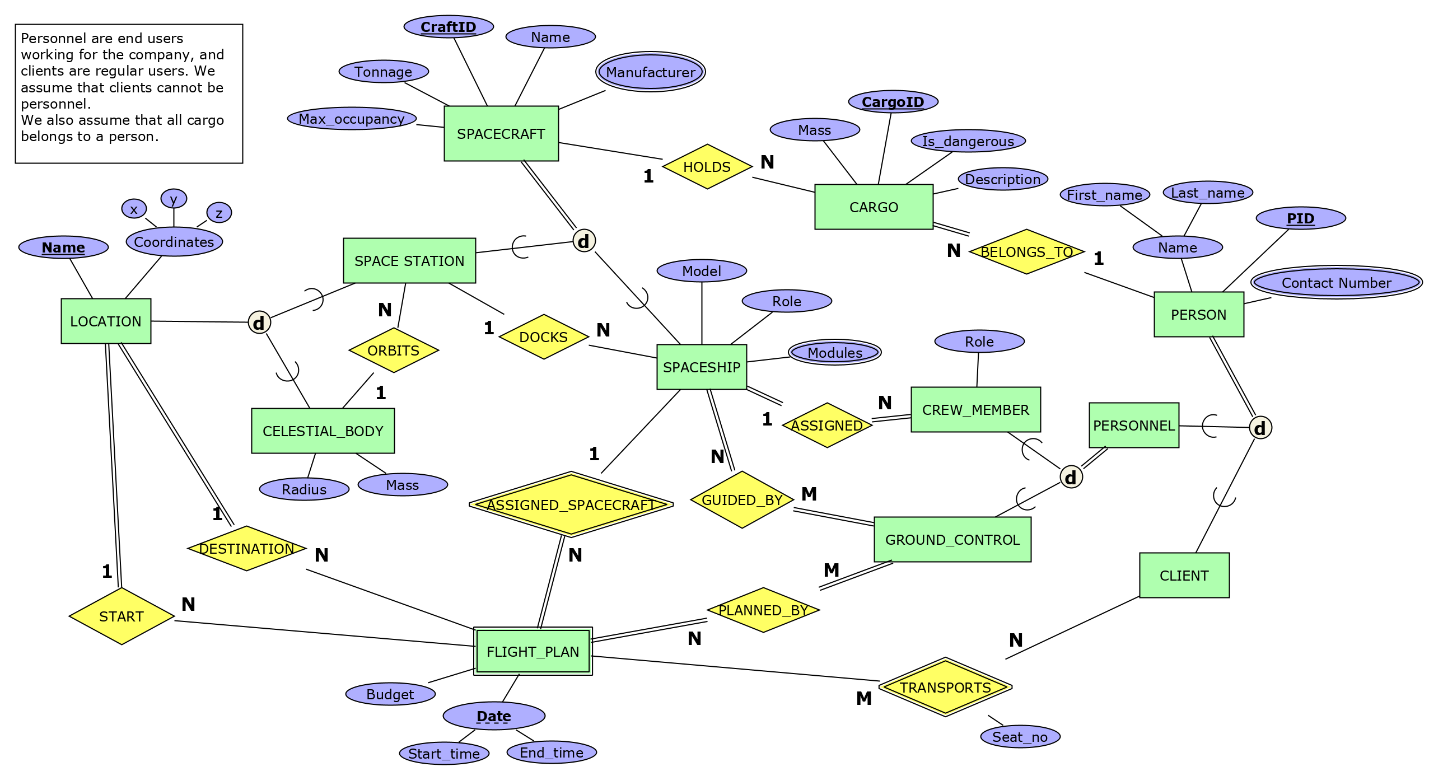 Personnel are end users
working for the company, and
clients are regular users. We
assume that clients cannot be
personnel.
We also assume that all cargo
belongs to a person.
CraftID
Name
Tonnage
Manufacturer
Max_occupancy
SPACECRAFT
HOLDS
1
N
CargoID
Mass
Is_dangerous
Description
CARGO
N
BELONGS_TO
1
First_name
Last_name
Name
PID
Contact Number
PERSON
x
y
z
Name
Coordinates
LOCATION
d
SPACE STATION
d
N
ORBITS
1
CELESTIAL_BODY
Radius
Mass
1
DOCKS
N
Model
Role
Modules
SPACESHIP
1
ASSIGNED
N
Role
CREW_MEMBER
PERSONNEL
d
d
1
ASSIGNED_SPACECRAFT
N
N
GUIDED_BY
M
GROUND_CONTROL
CLIENT
1
DESTINATION
N
1
START
N
M
PLANNED_BY
N
FLIGHT_PLAN
Budget
Date
Start_time
End_time
N
TRANSPORTS
M
Seat_no